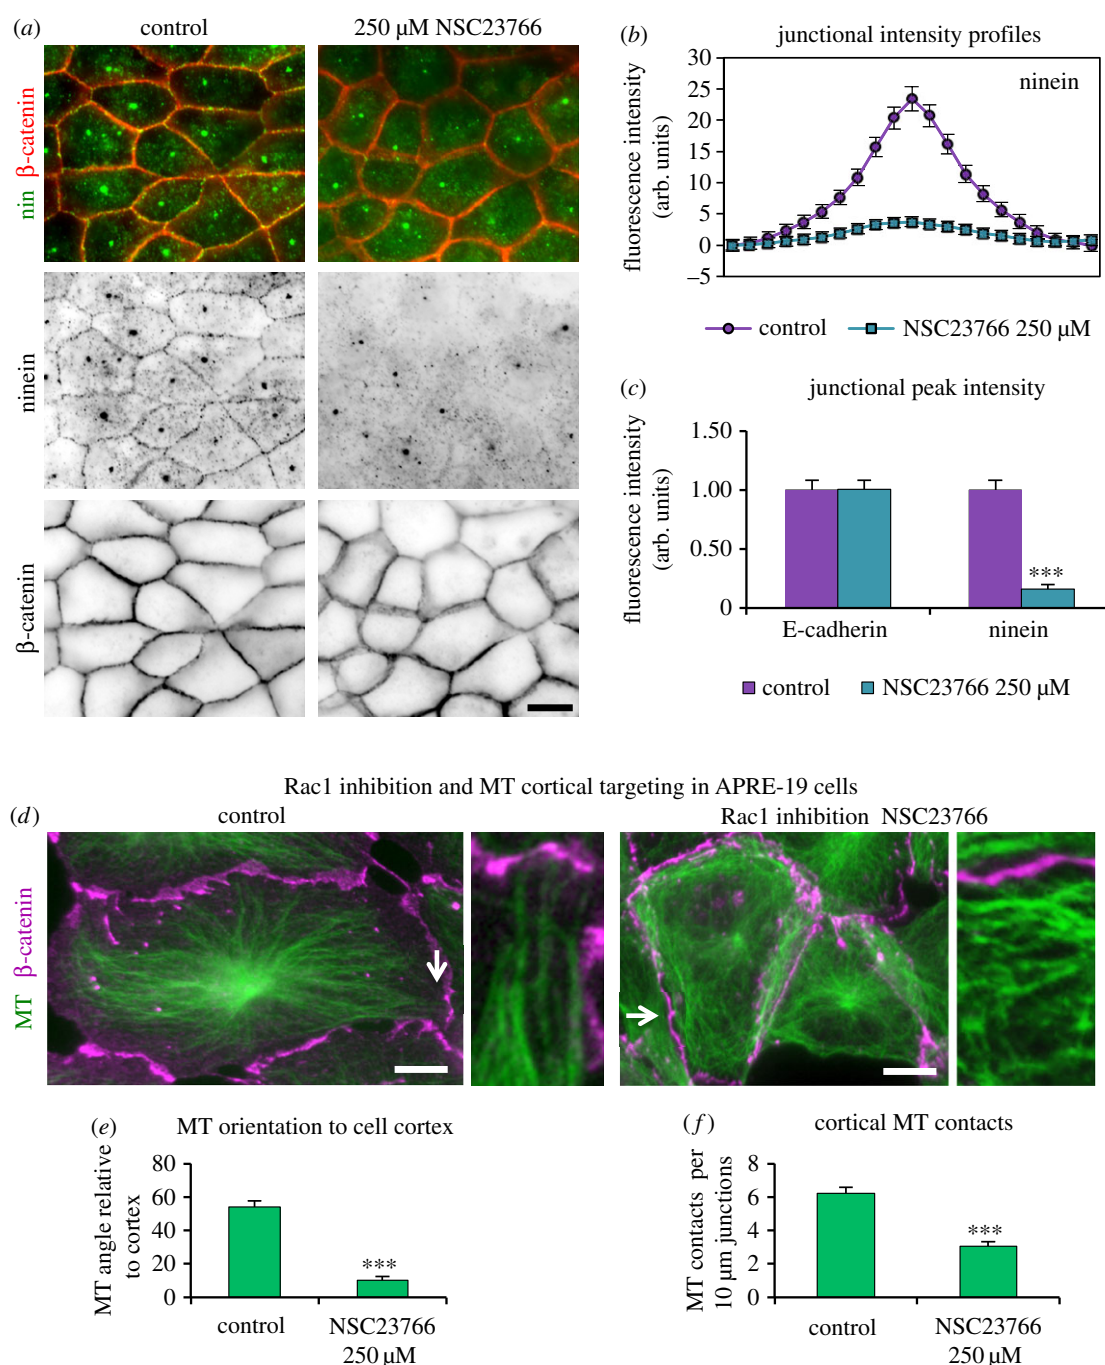 (a)
control
250 µM NSC23766
nin β-catenin
ninein
β-catenin
(b)
junctional intensity profiles
ninein
fluorescence intensity
(arb. units)
30
25
20
15
10
5
0
–5
control
NSC23766 250 µM
(c)
junctional peak intensity
fluorescence intensity
(arb. units)
1.50
1.00
0.50
0
***
E-cadherin
ninein
control
NSC23766 250 µM
Rac1 inhibition and MT cortical targeting in APRE-19 cells
(d)
control
Rac1 inhibition NSC23766
MT β-catenin
(e)
MT orientation to cell cortex
MT angle relative
to cortex
80
60
40
20
0
***
control
NSC23766
250 µM
(f)
cortical MT contacts
MT contacts per
10 µm junctions
8
6
4
2
0
***
control
NSC23766
250 µM